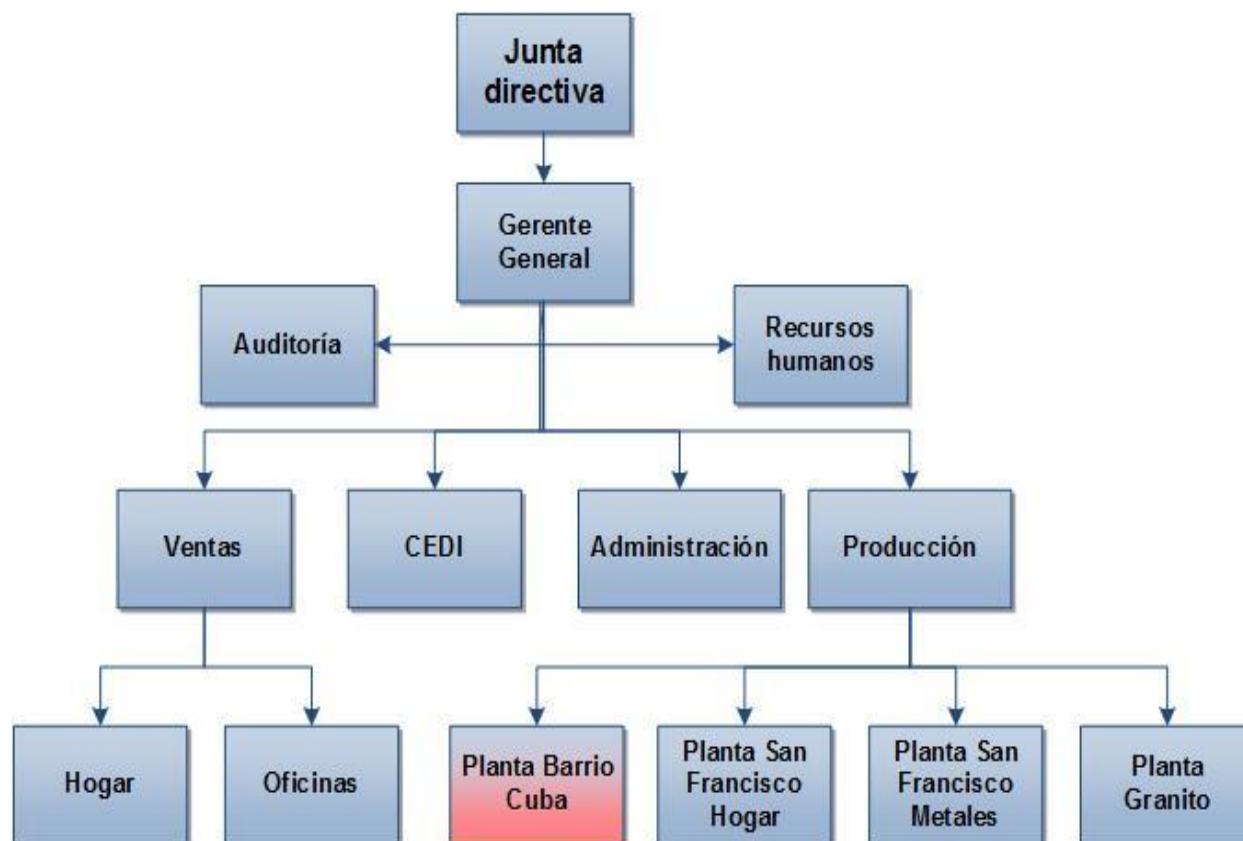 Junta
directiva
Gerente
General
Auditoría
Recursos
humanos
Ventas
CEDI
Administración
Producción
Hogar
Oficinas
Planta Barrio
Cuba
Planta San
Francisco
Hogar
Planta San
Francisco
Metales
Planta
Granito